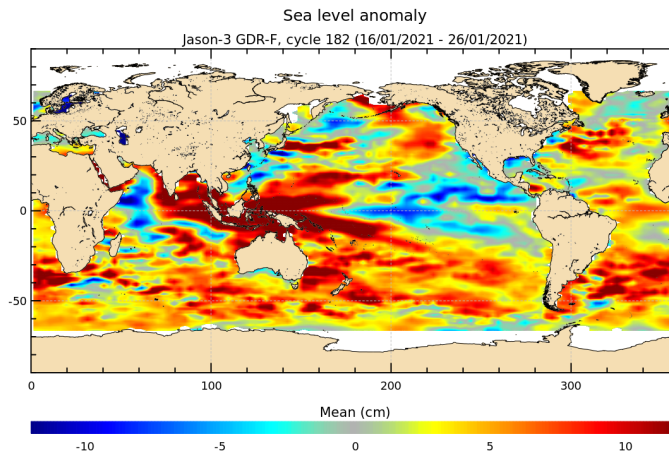 Sea level anomaly
Jason-3 GDR-F, cycle 182 (16/01/2021 - 26/01/2021)
50
0
-50
0 100 200 300
Mean (cm)
-10 -5 0 5 10